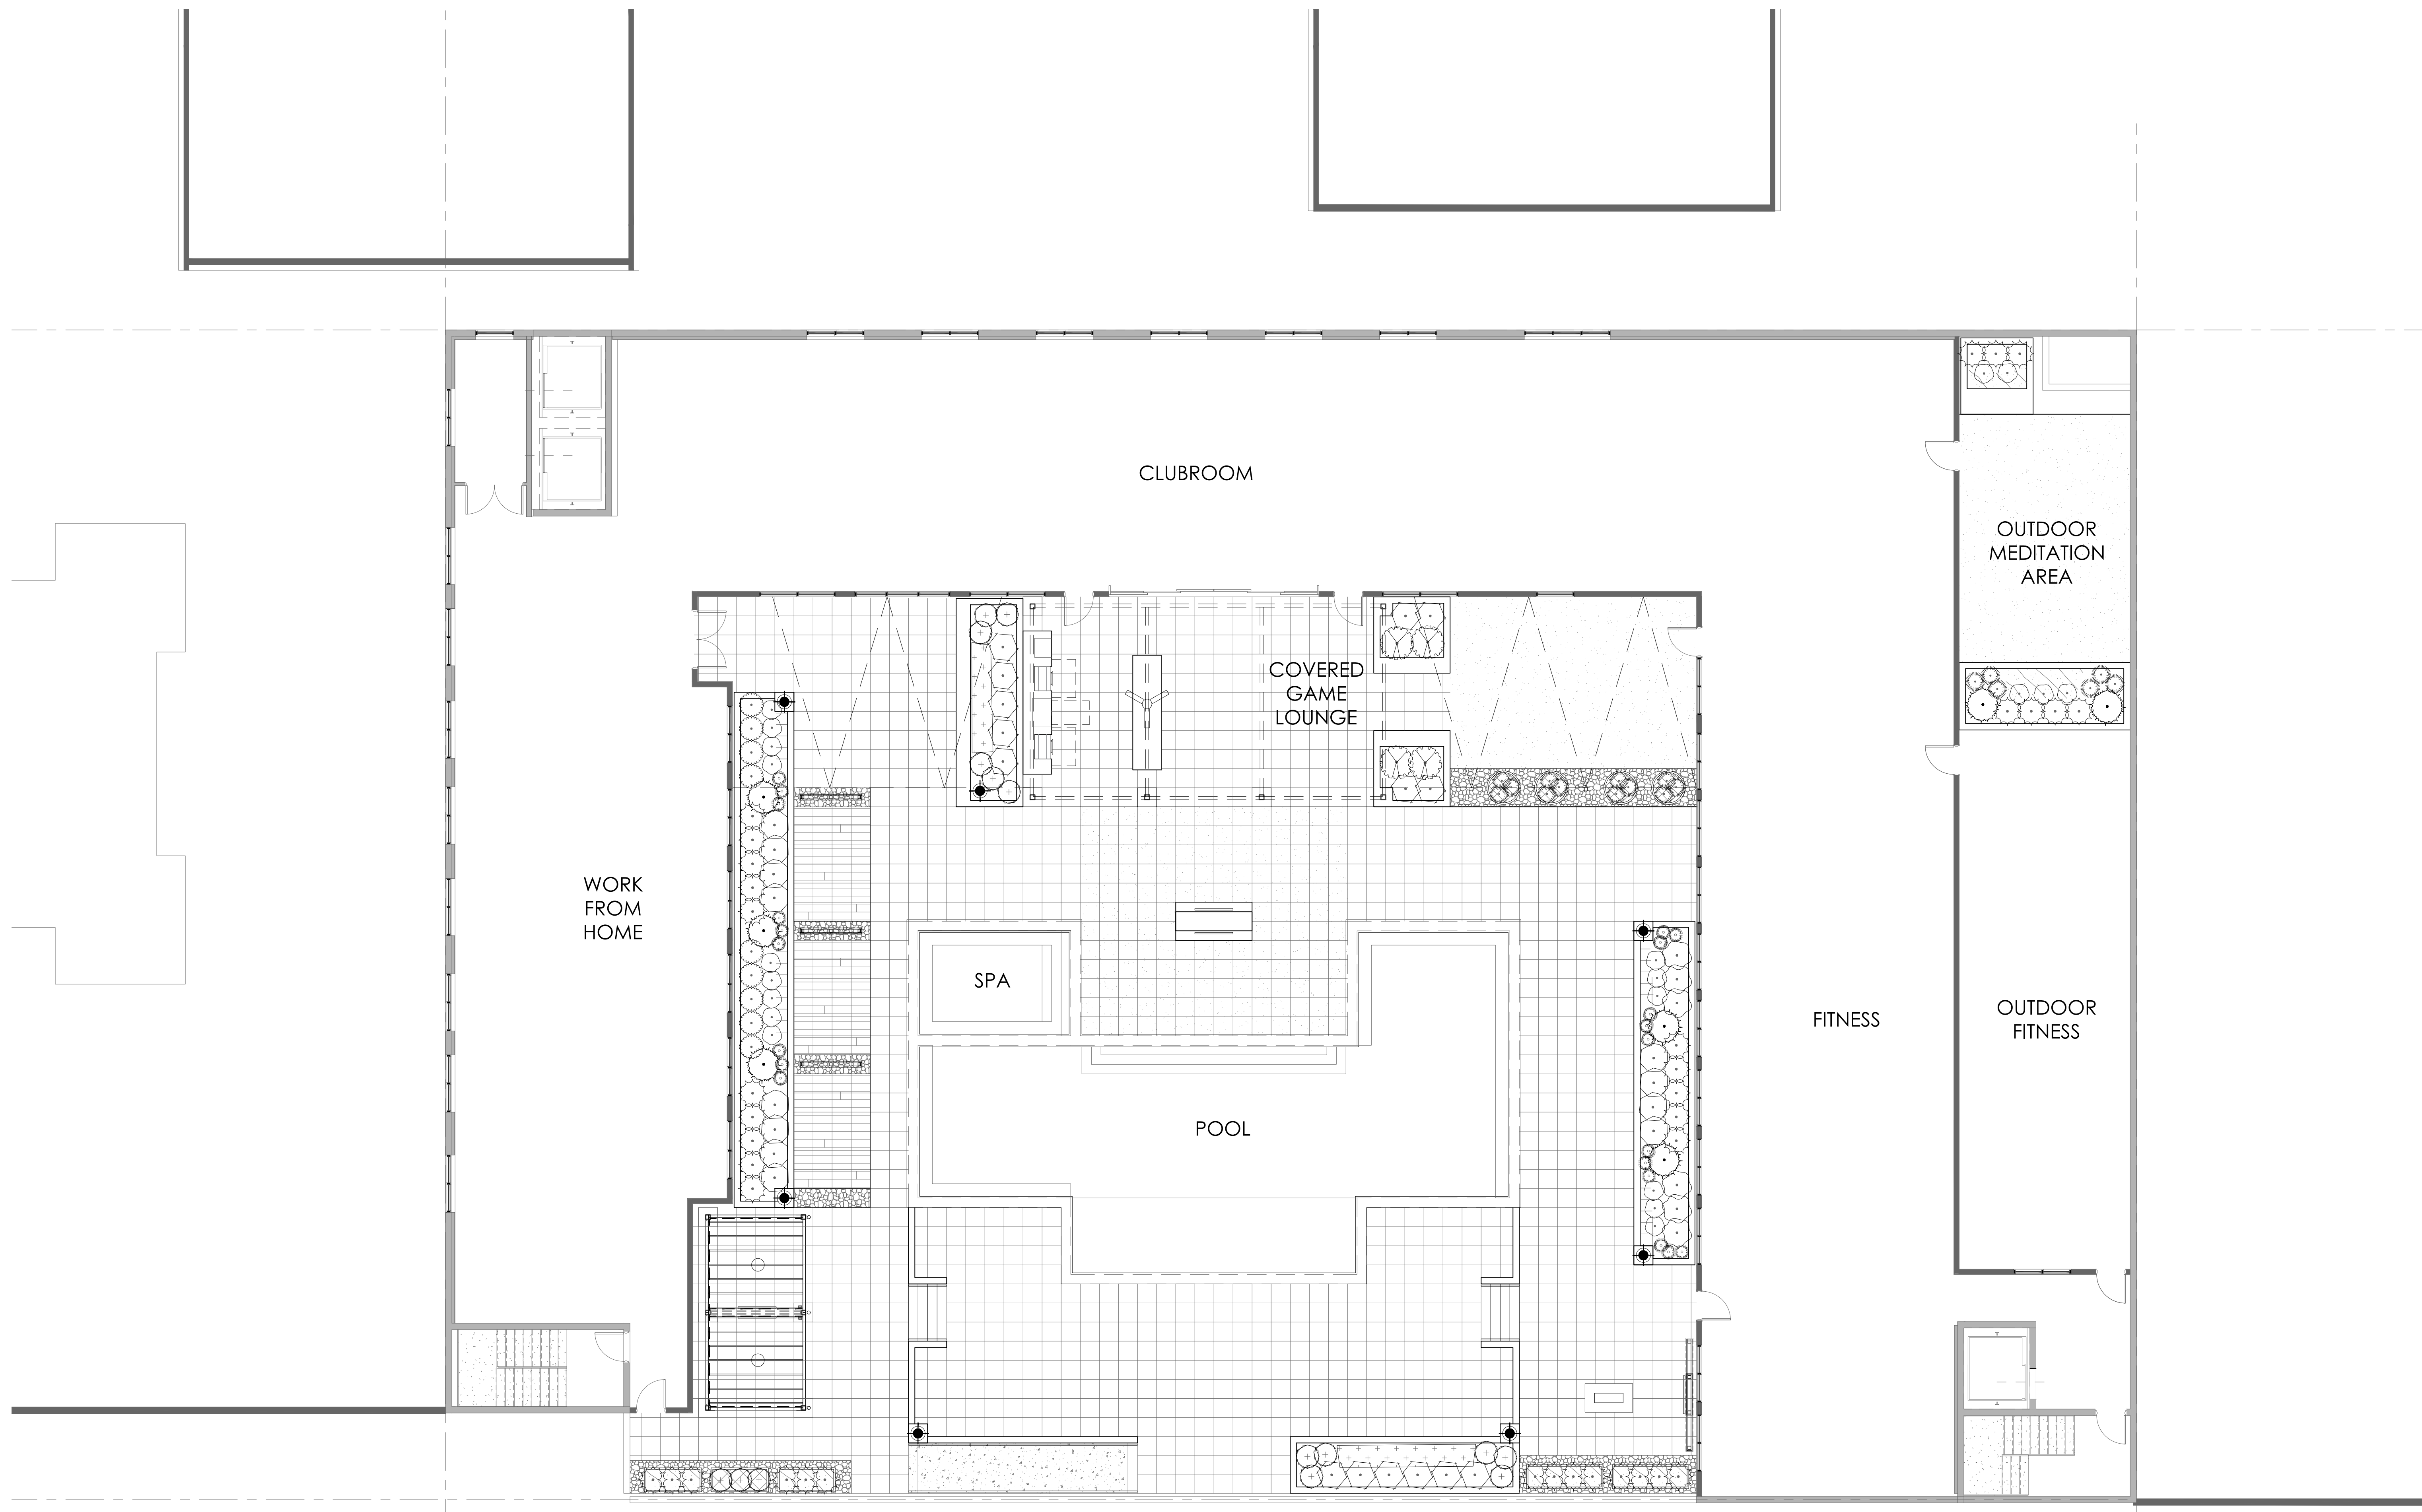 CLUBROOM
OUTDOOR
MEDITATION
AREA
COVERED
GAME
LOUNGE
WORK
FROM
HOME
SPA
FITNESS
OUTDOOR
FITNESS
POOL